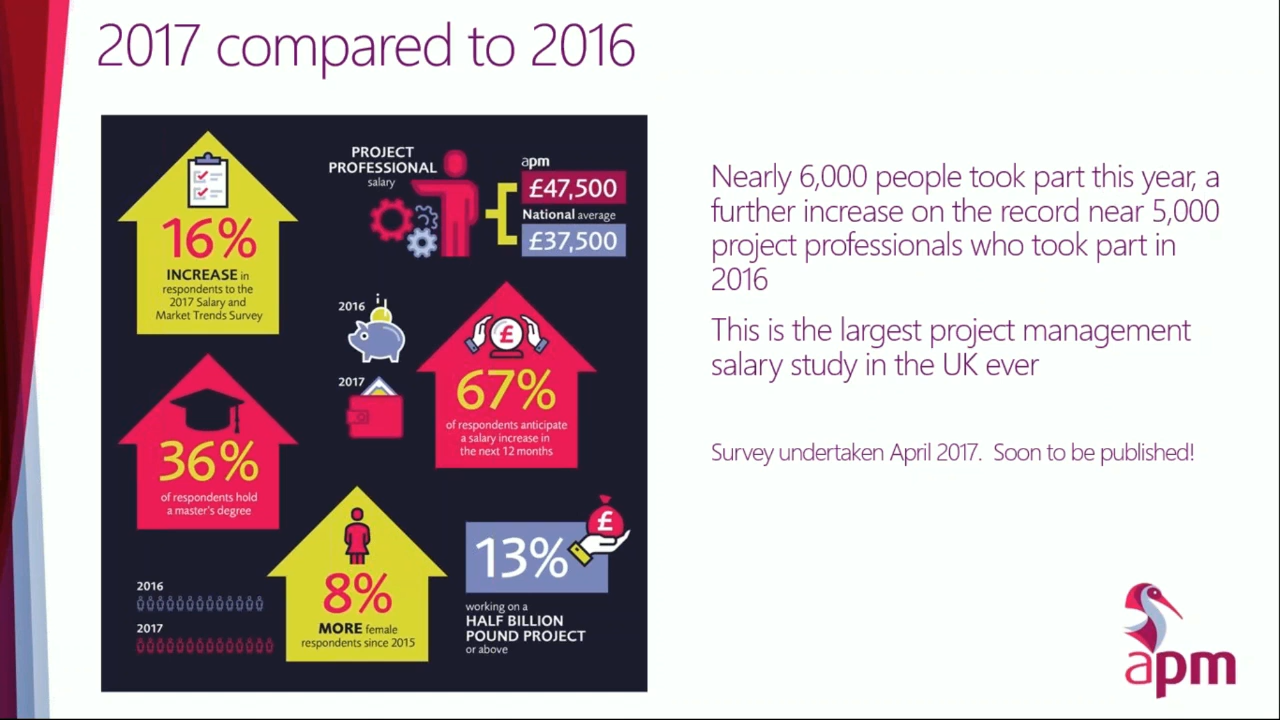 2017 compared to 2016
16%
INCREASE in
respondents to the
2017 Salary and
Market Trends Survey
PROJECT
PROFESSIONAL
salary
apm
£47,500
National average
£37,500
2016
2017
£
67%
of respondents anticipate
a salary increase in
the next 12 months
36%
of respondents hold
a master's degree
2016
2017
8%
MORE female
respondents since 2015
£
13%
working on a
HALF BILLION
POUND PROJECT
or above
Nearly 6,000 people took part this year, a
further increase on the record near 5,000
project professionals who took part in
2016
This is the largest project management
salary study in the UK ever
Survey undertaken April 2017.  Soon to be published!
apm